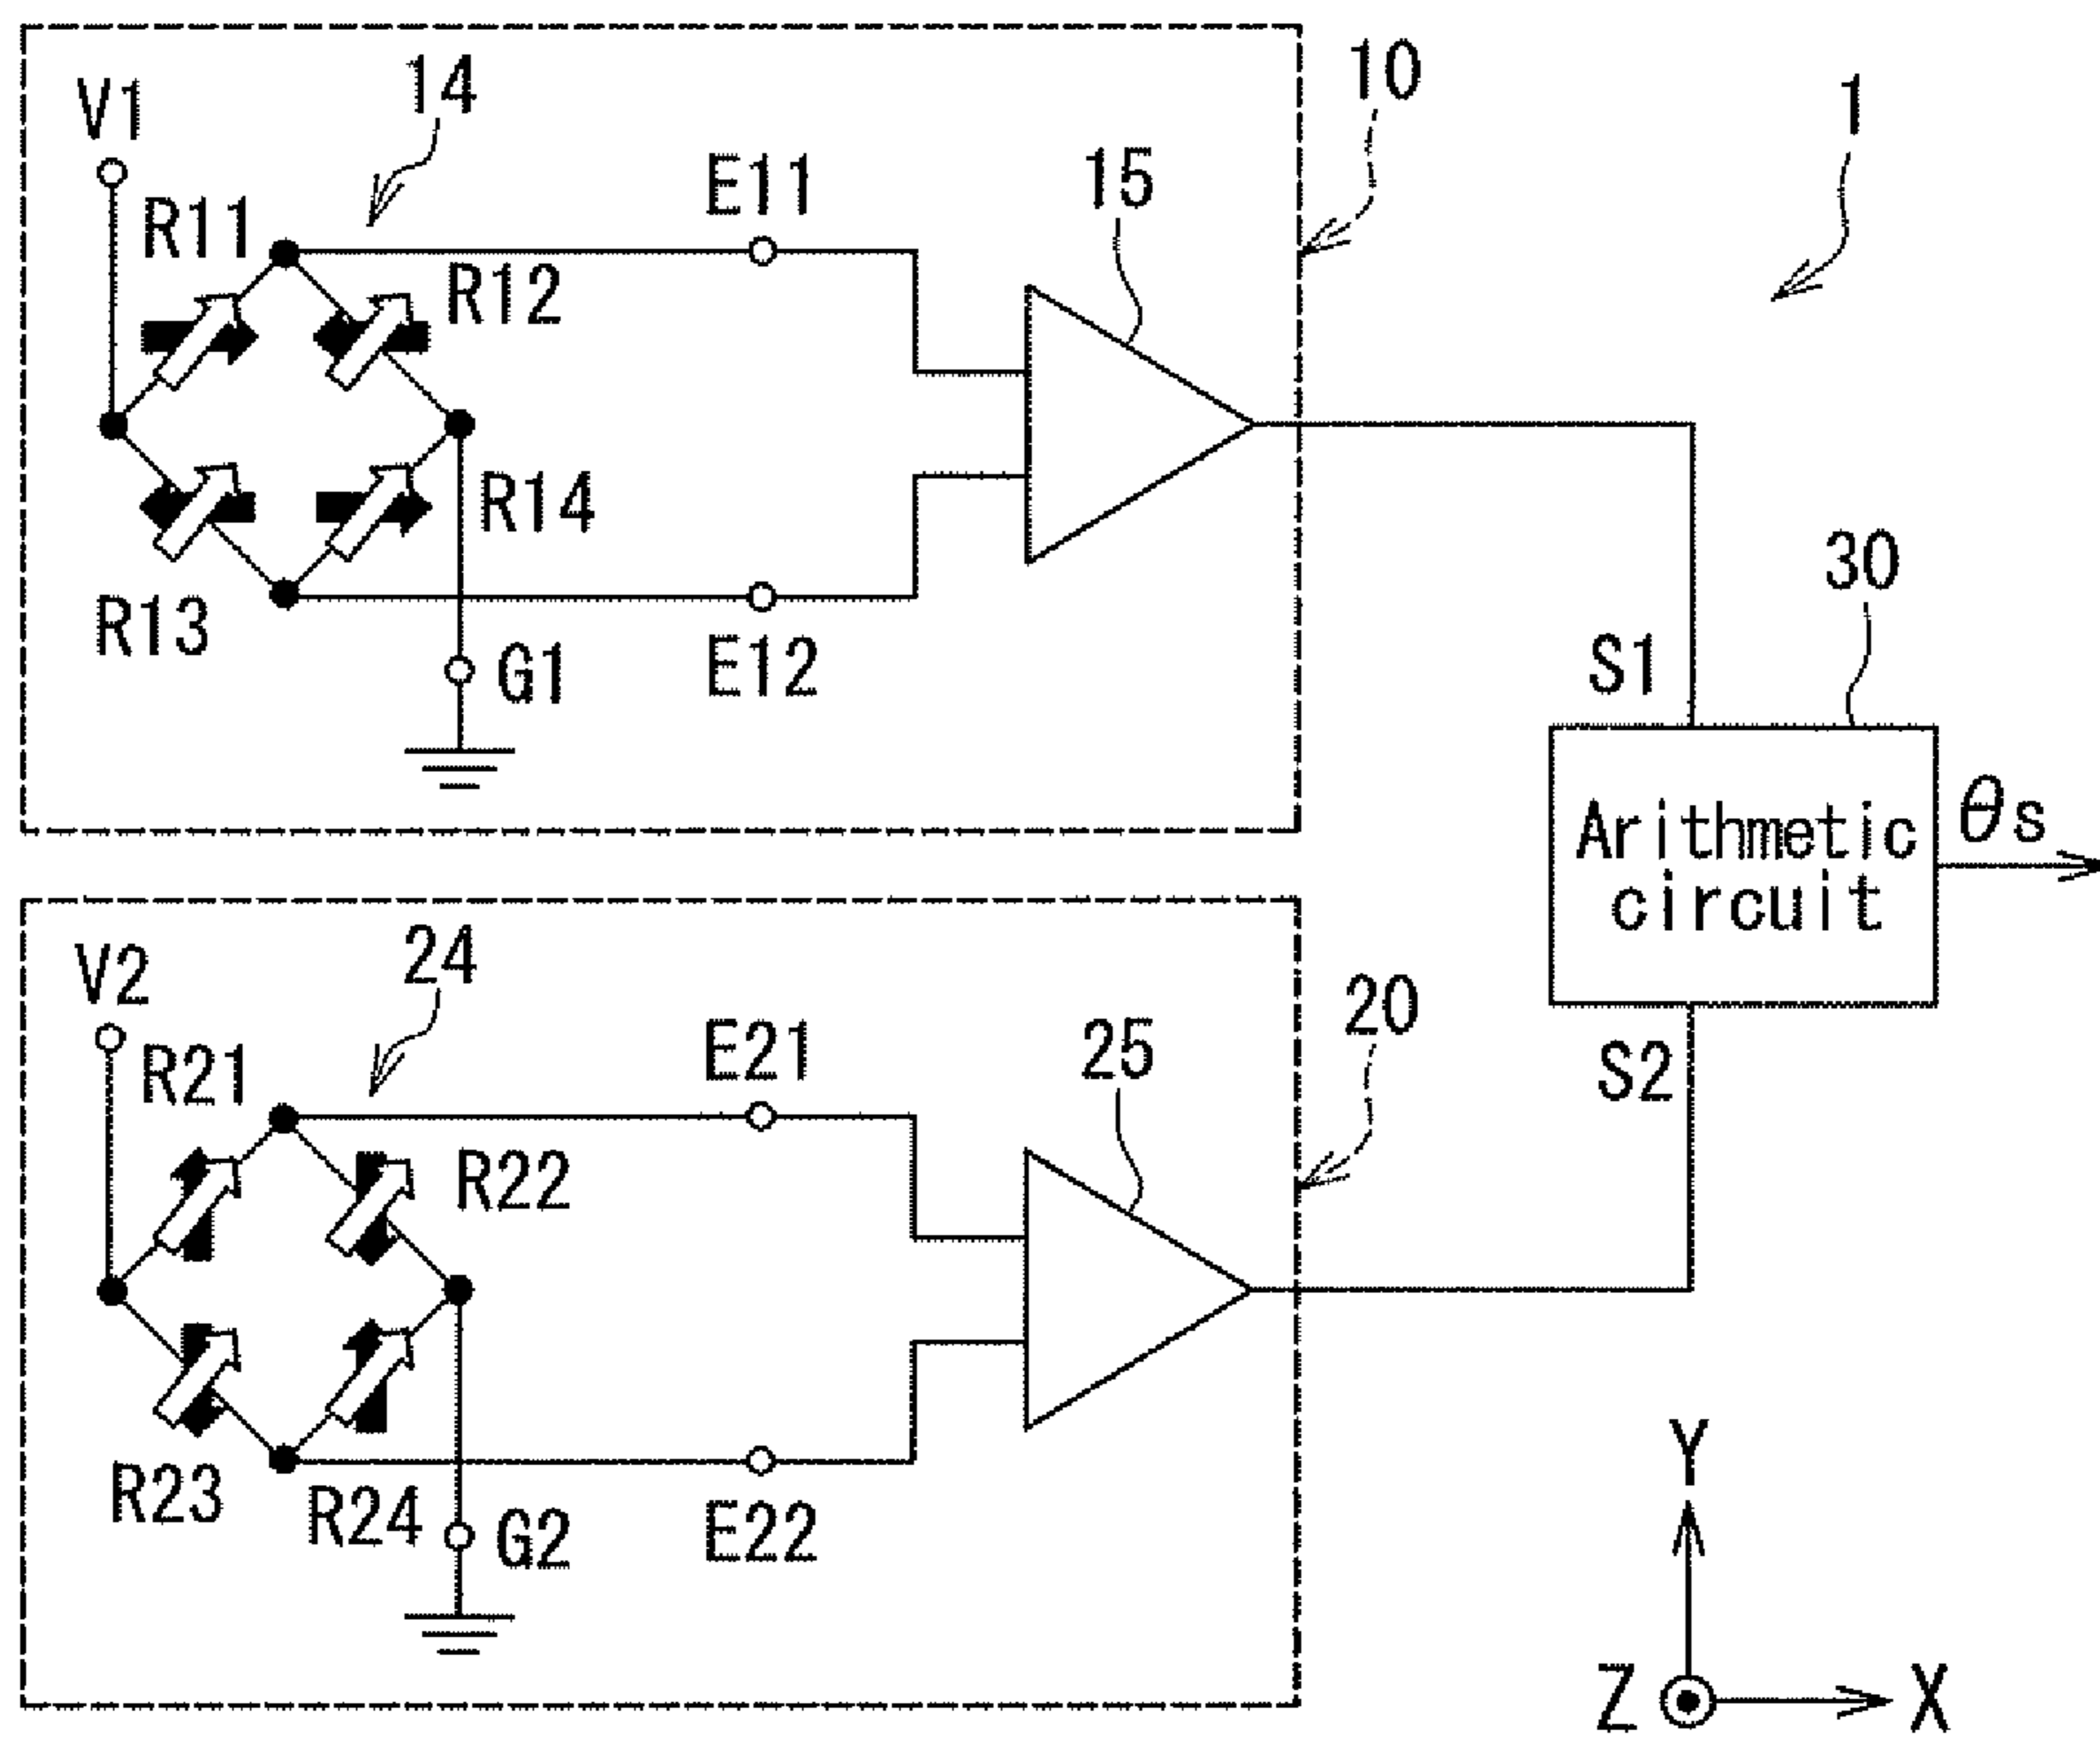 14
10
1
V1
E11
15
R11
R12
R14
R13
E12
G1
30
S1
Arithmetic
circuit
θs
V2
24
20
E21
25
R21
S2
R22
R23
R24
G2
E22
Y
Z
X